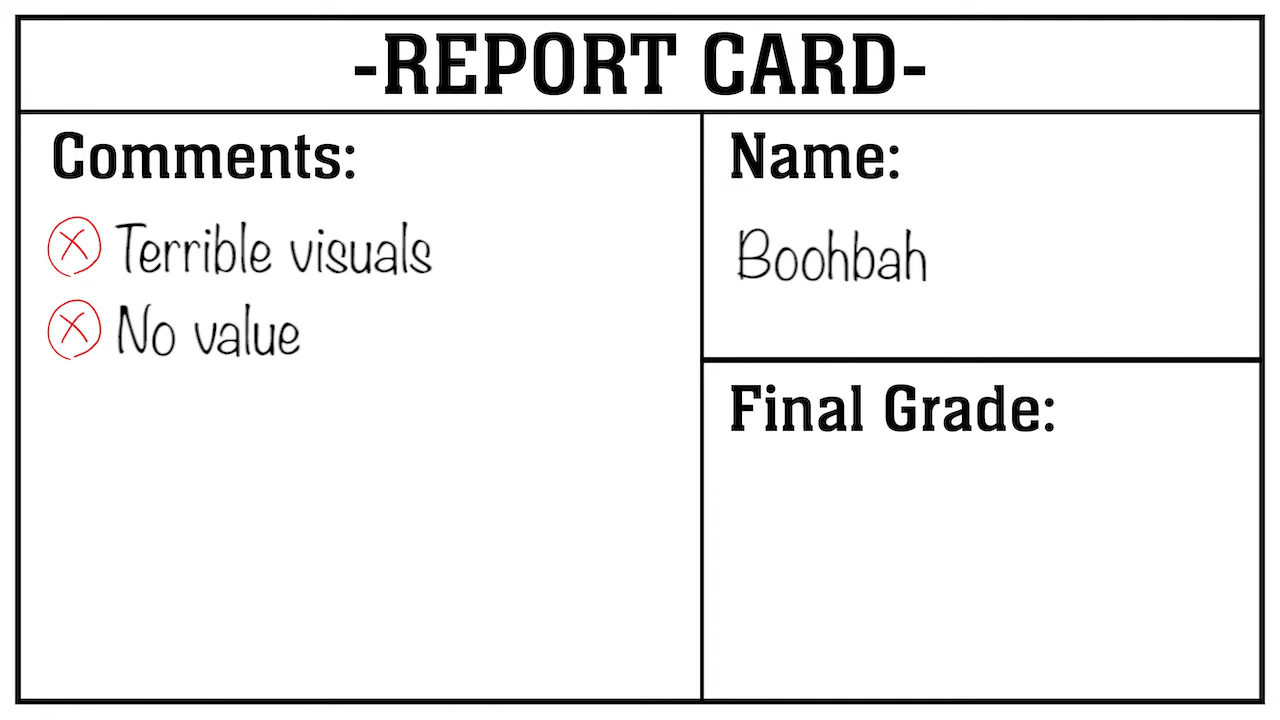 -REPORT CARD-
Comments:
Terrible visuals
No value
Name:
Boohbah
Final Grade: